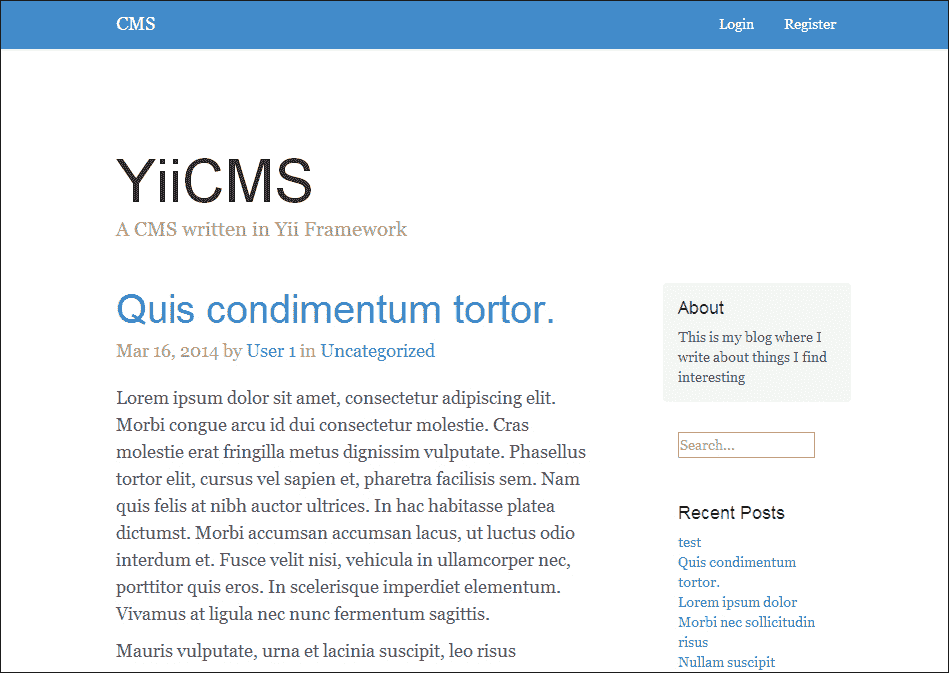 CMS
Login Register
YiiCMS
A CMS written in Yii Framework
Quis condimentum tortor.
Mar 16, 2014 by User 1 in Uncategorized
Lorem ipsum dolor sit amet, consectetur adipiscing elit.
Morbi congue arcu id dui consectetur molestie. Cras
molestie erat fringilla metus dignissim vulputate. Phasellus
tortor elit, cursus vel sapien et, pharetra facilisis sem. Nam
quis felis at nibh auctor ultrices. In hac habitasse platea
dictumst. Morbi accumsan accumsan lacus, ut luctus odio
interdum et. Fusce velit nisi, vehicula in ullamcorper nec,
porttitor quis eros. In scelerisque imperdiet elementum.
Vivamus at ligula nec nunc fermentum sagittis.
Mauris vulputate, urna et lacinia suscipit, leo risus
About
This is my blog where I
write about things I find
interesting
Search...
Recent Posts
test
Quis condimentum
tortor.
Lorem ipsum dolor
Morbi nec sollicitudin
risus
Nullam suscipit